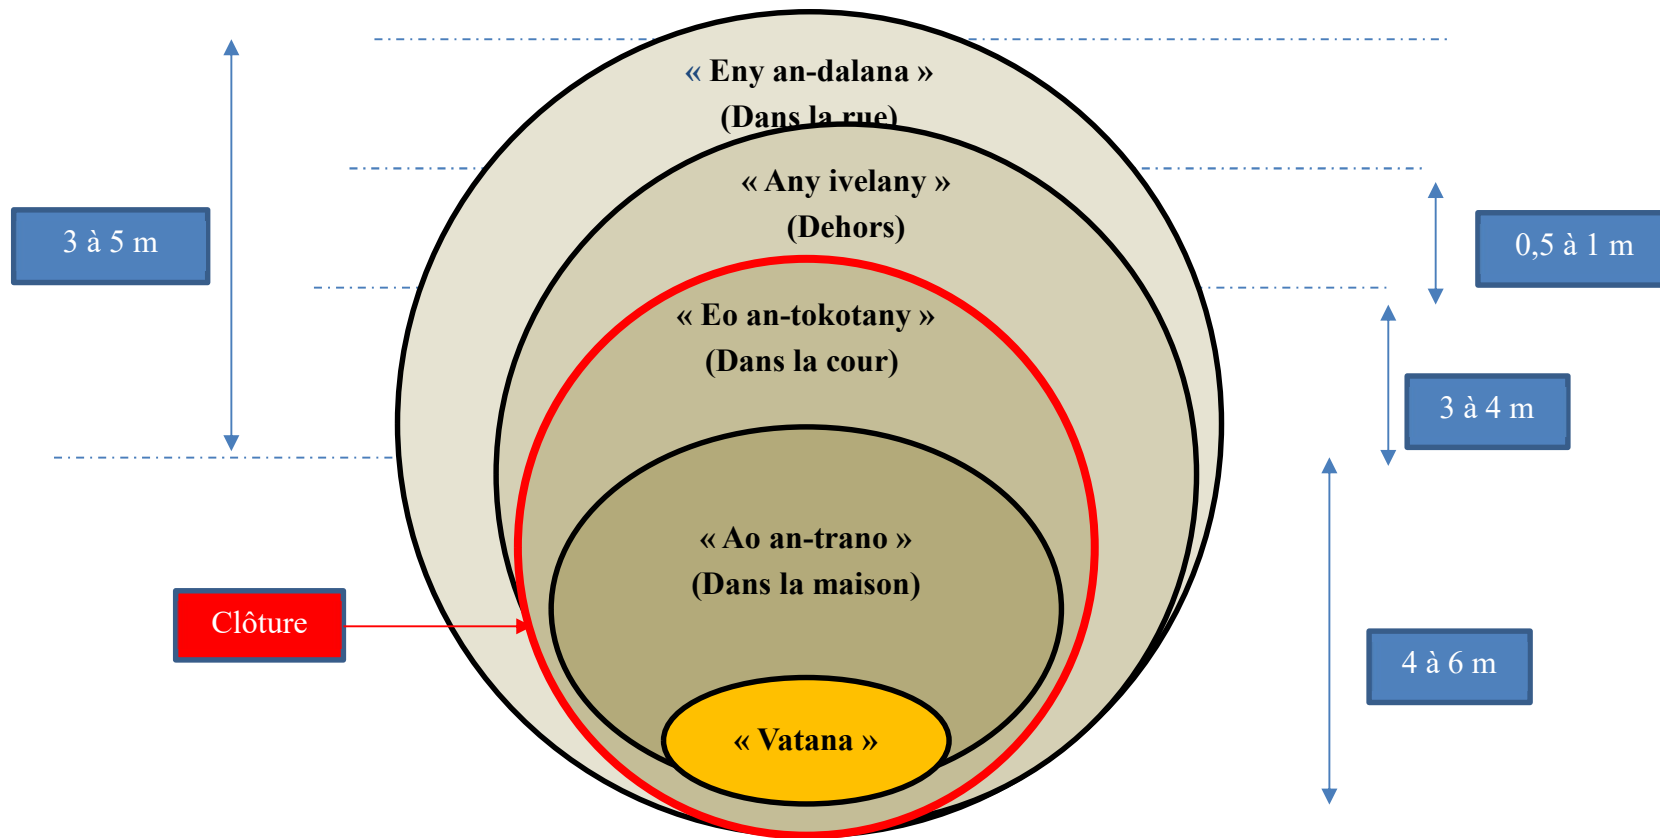 « Eny an-dalana »
(Dans la rue)
« Any ivelany »
(Dehors)
3 à 5 m
0,5 à 1 m
« Eo an-tokotany »
(Dans la cour)
3 à 4 m
« Ao an-trano »
(Dans la maison)
Clôture
4 à 6 m
« Vatana »